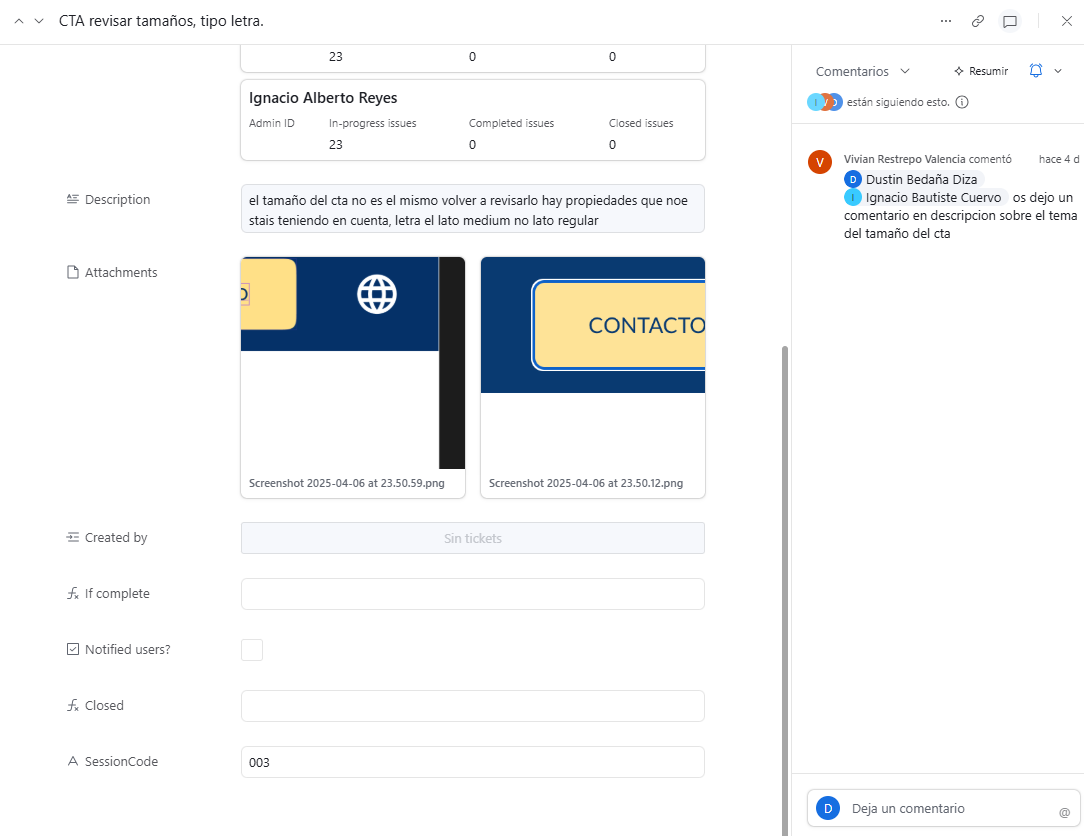 CTA revisar tamaños, tipo letra.
23 0 0
Ignacio Alberto Reyes
Admin ID In-progress issues Completed issues Closed issues
23 0 0
Description
el tamaño del cta no es el mismo volver a revisarlo hay propiedades que noe
stais teniendo en cuenta, letra el lato medium no lato regular
Attachments
O
CONTACTO
Screenshot 2025-04-06 at 23.50.59.png
Screenshot 2025-04-06 at 23.50.12.png
Created by
Sin tickets
If complete
Notified users?
Closed
SessionCode
003
Comentarios
Resumir
I V D están siguiendo esto.
V
Vivian Restrepo Valencia comentó hace 4 d
D Dustin Bedaña Diza
I Ignacio Bautiste Cuervo os dejo un
comentario en descripcion sobre el tema
del tamaño del cta
D Deja un comentario @